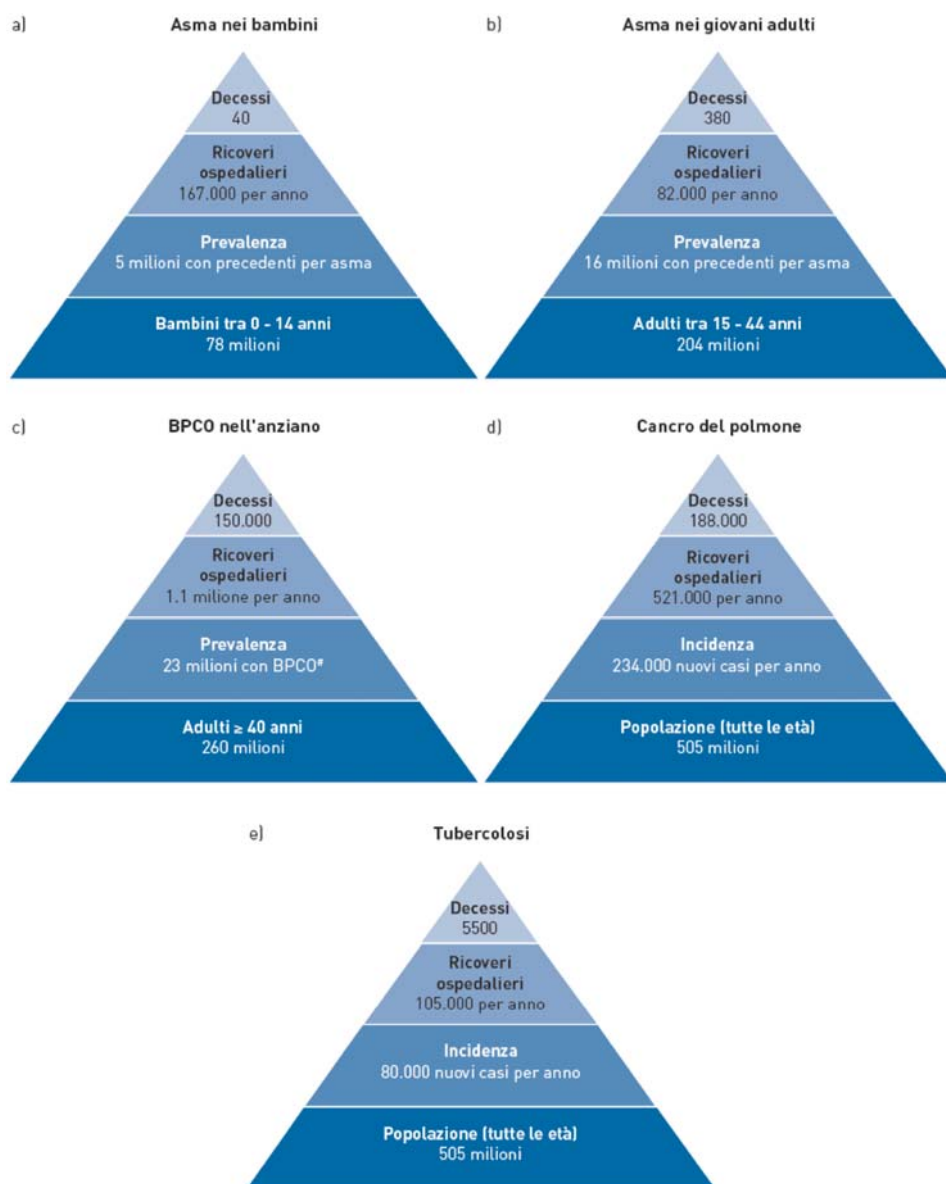 a)
Asma nei bambini
Decessi
40
Ricoveri
ospedalieri
167.000 per anno
Prevalenza
5 milioni con precedenti per asma
Bambini tra 0 - 14 anni
78 milioni
b)
Asma nei giovani adulti
Decessi
380
Ricoveri
ospedalieri
82.000 per anno
Prevalenza
16 milioni con precedenti per asma
Adulti tra 15 - 44 anni
204 milioni
c)
BPCO nell'anziano
Decessi
150.000
Ricoveri
ospedalieri
1.1 milione per anno
Prevalenza
23 milioni con BPCO#
Adulti ≥ 40 anni
260 milioni
d)
Cancro del polmone
Decessi
188.000
Ricoveri
ospedalieri
521.000 per anno
Incidenza
234.000 nuovi casi per anno
Popolazione (tutte le età)
505 milioni
e)
Tubercolosi
Decessi
5500
Ricoveri
ospedalieri
105.000 per anno
Incidenza
80.000 nuovi casi per anno
Popolazione (tutte le età)
505 milioni